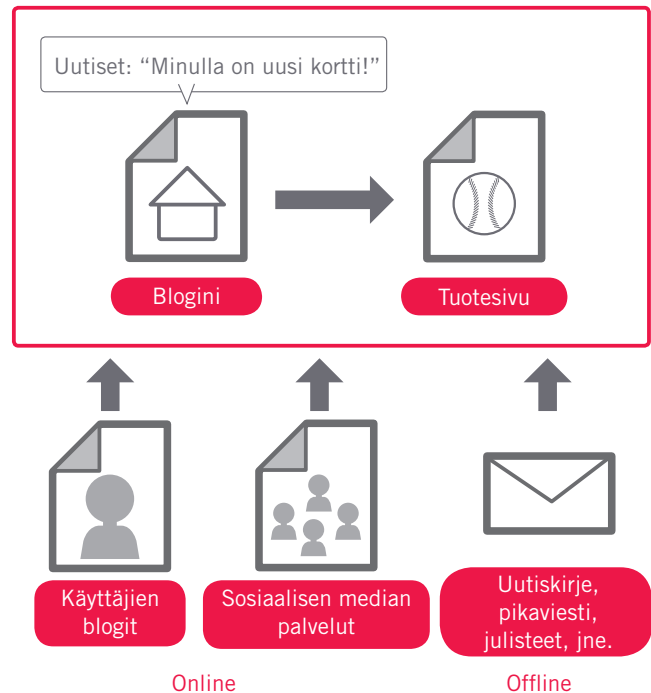 Uutiset: “Minulla on uusi kortti!”
Blogini
Tuotesivu
Käyttäjien
blogit
Sosiaalisen median
palvelut
Uutiskirje,
pikaviesti,
julisteet, jne.
Online
Offline